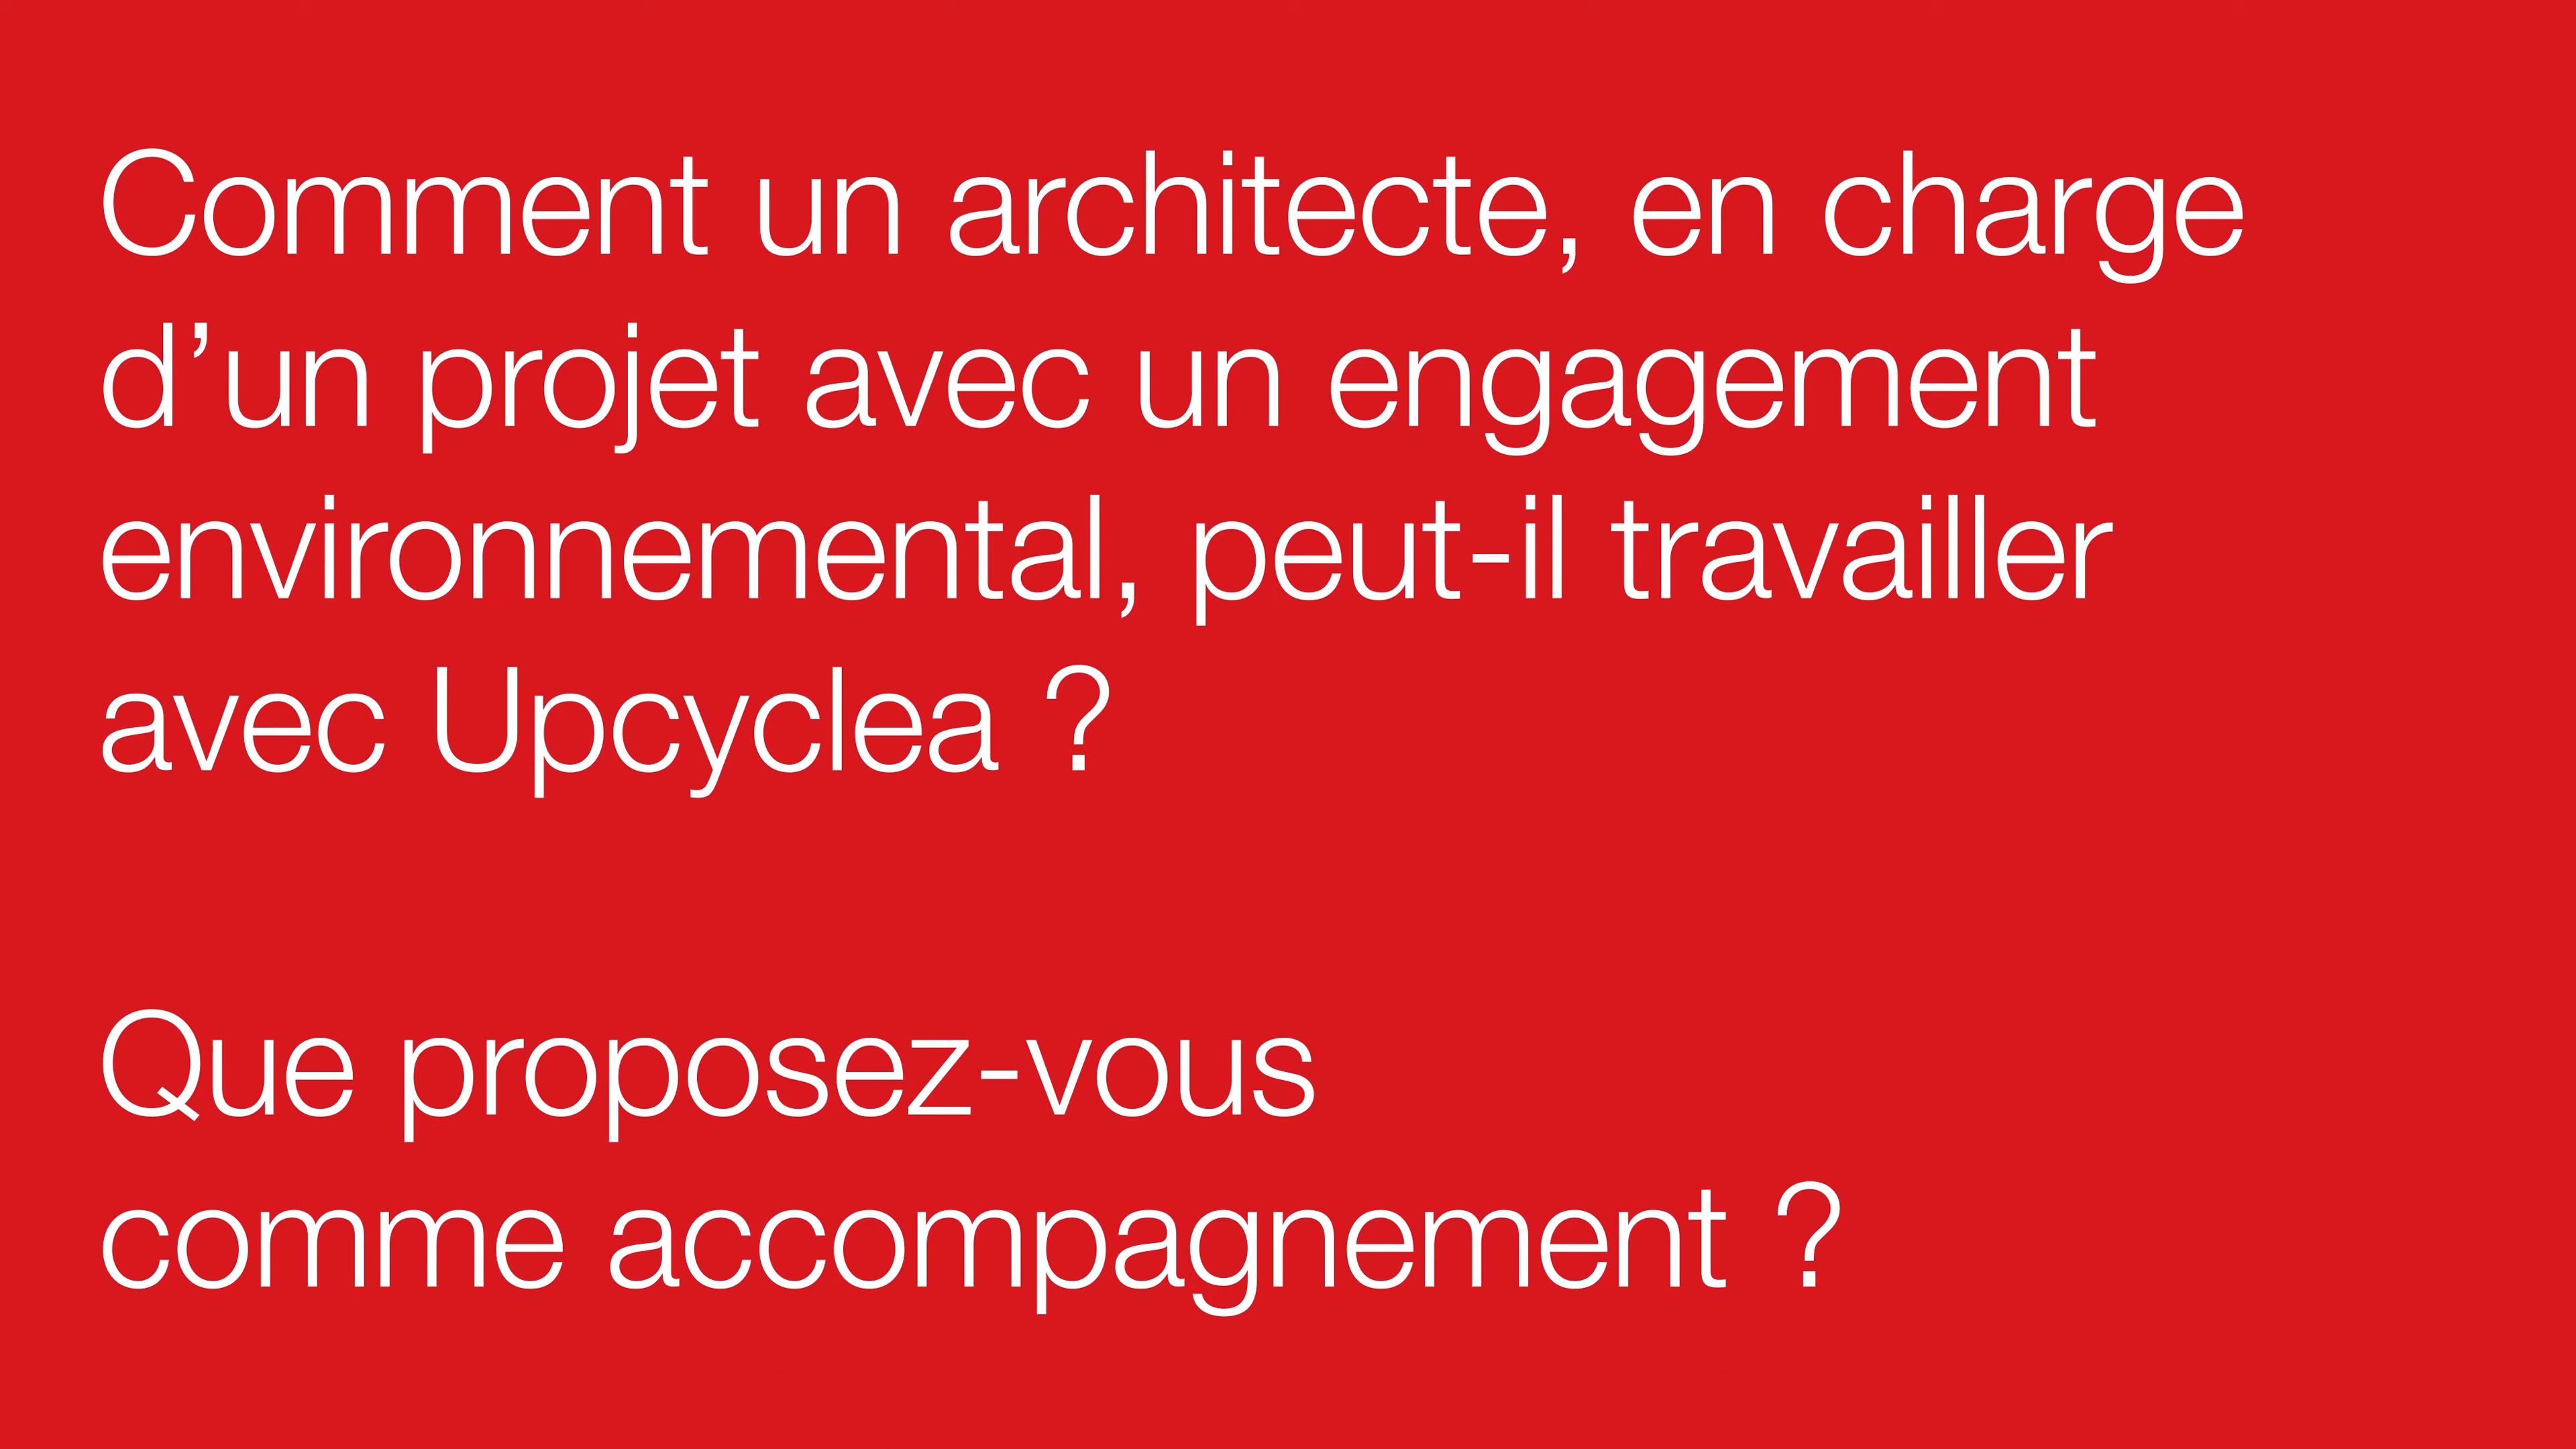 Comment un architecte, en charge
d’un projet avec un engagement
environnemental, peut-il travailler
avec Upcyclea ?
Que proposez-vous
comme accompagnement ?